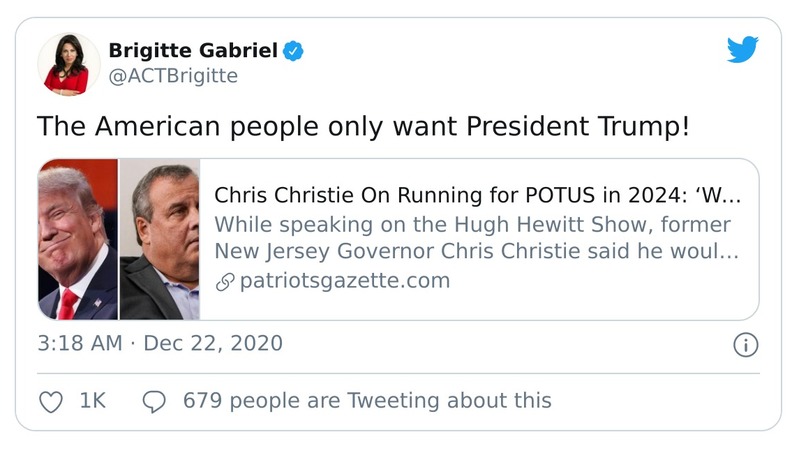 Brigitte Gabriel
@ACTBrigitte
The American people only want President Trump!
Chris Christie On Running for POTUS in 2024: ‘W…
While speaking on the Hugh Hewitt Show, former
New Jersey Governor Chris Christie said he woul…
patriotsgazette.com
3:18 AM · Dec 22, 2020
1K 679 people are Tweeting about this